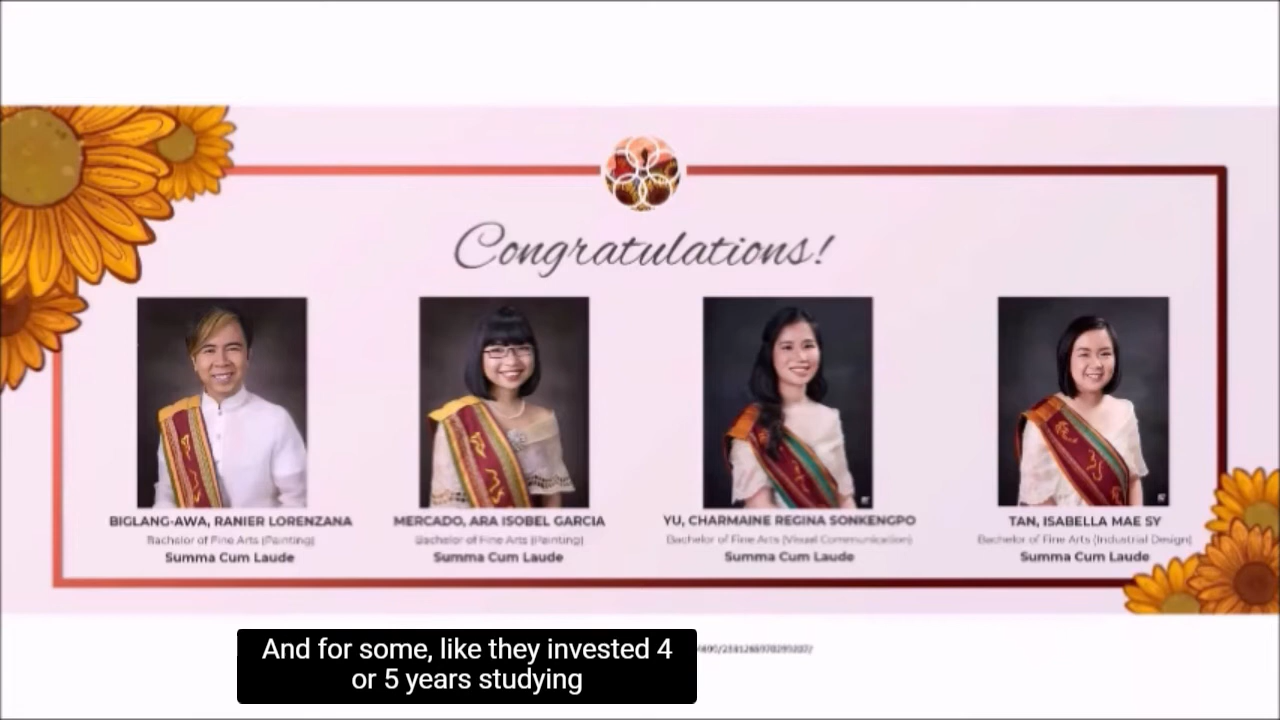 Congratulations!
BIGLANG-AWA, RANIER LORENZANA
Bachelor of Fine Arts (Painting)
Summa Cum Laude
MERCADO, ARA ISOBEL GARCIA
Bachelor of Fine Arts (Painting)
Summa Cum Laude
YU, CHARMAINE REGINA SONKENGPO
Bachelor of Fine Arts (Visual Communication)
Summa Cum Laude
TAN, ISABELLA MAE SY
Bachelor of Fine Arts (Industrial Design)
Summa Cum Laude
And for some, like they invested 4
or 5 years studying